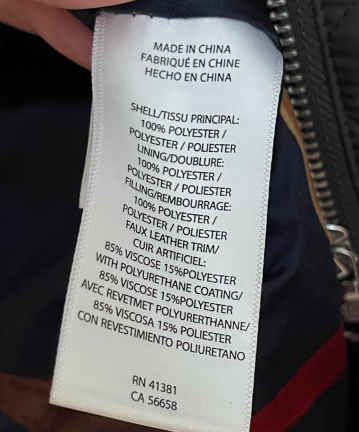 MADE IN CHINA
FABRIQUÉ EN CHINE
HECHO EN CHINA
SHELL/TISSU PRINCIPAL:
100% POLYESTER /
POLYESTER / POLIESTER
LINING/DOUBLURE:
100% POLYESTER /
POLYESTER / POLIESTER
FILLING/REMBOURRAGE:
100% POLYESTER /
POLYESTER / POLIESTER
FAUX LEATHER TRIM/
CUIR ARTIFICIEL:
85% VISCOSE 15%POLYESTER
WITH POLYURETHANE COATING/
85% VISCOSE 15%POLYESTER
AVEC REVETMET POLYURERTHANNE/
85% VISCOSA 15% POLIESTER
CON REVESTIMIENTO POLIURETANO
RN 41381
CA 56658